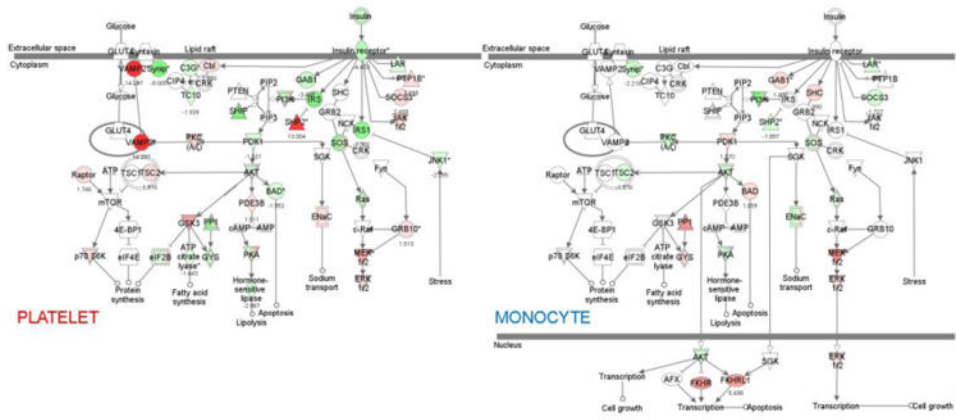 Insulin
Glucose
Extracellular space
GLUT4 Syntaxin
Lipid raft
Insulin receptor*
Cytoplasm
VAMP2
Synip*
C3G
Cbl
LAR
CIP4
CRK
TC10
PTP1B*
GAB1
SOCS3
JAK
1/2
Glucose
PTEN
PIP2
SHIP
PIP3
PI3K
IRS
SHC
SHP2*
GRB2
GLUT4
VAMP2
PKC
PDK1
NCK
IRS1
SOS
CRK
SGK
JNK1*
Raptor
ATP
TSC1
TSC2
AKT
BAD*
Fyn
Ras
mTOR
PDE3B
4E-BP1
GSK3
PP1
cAMP
AMP
ENaC
c-Raf
GRB10*
p70 S6K
eIF4E
eIF2B
ATP
citrate
lyase*
GYS
PKA
MEK
1/2
ERK
1/2
Protein
synthesis
Fatty acid
synthesis
Hormone-
sensitive
lipase
Lipolysis
Apoptosis
Sodium
transport
Stress
PLATELET
Insulin
Glucose
Extracellular space
GLUT4 Syntaxin
Lipid raft
Insulin receptor
Cytoplasm
VAMP2
Synip*
C3G
Cbl
LAR*
CIP4
CRK
TC10
PTP1B
GAB1
SOCS3
JAK
1/2
Glucose
PTEN
PIP2
SHIP
PIP3
PI3K
IRS
SHC
SHP2*
GRB2
GLUT4
VAMP2
PKC
PDK1
NCK
IRS1
SOS
CRK
SGK
JNK1
Raptor
ATP
TSC1
TSC2
AKT
BAD
Fyn
Ras
mTOR
PDE3B
4E-BP1
GSK3
PP1
cAMP
AMP
ENaC
c-Raf
GRB10
p70 S6K
eIF4E
eIF2B
ATP
citrate
lyase
GYS
PKA
MEK
1/2
ERK
1/2
Protein
synthesis
Fatty acid
synthesis
Hormone-
sensitive
lipase
Lipolysis
Apoptosis
Sodium
transport
Stress
MONOCYTE
Nucleus
AKT
SGK
ERK
1/2
Transcription
AFX
FKHR
FKHRL1
Cell growth
Transcription
Apoptosis
Transcription
Cell growth